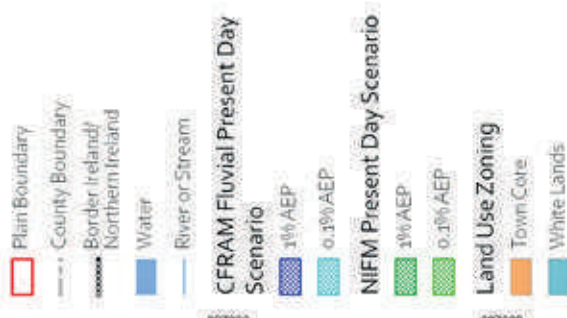 Plan Boundary
County Boundary
Border Ireland/
Northern Ireland
Water
River or Stream
CFRAM Fluvial Present Day
Scenario
1% AEP
0.1% AEP
NIFM Present Day Scenario
1% AEP
0.1% AEP
Land Use Zoning
Town Core
White Lands